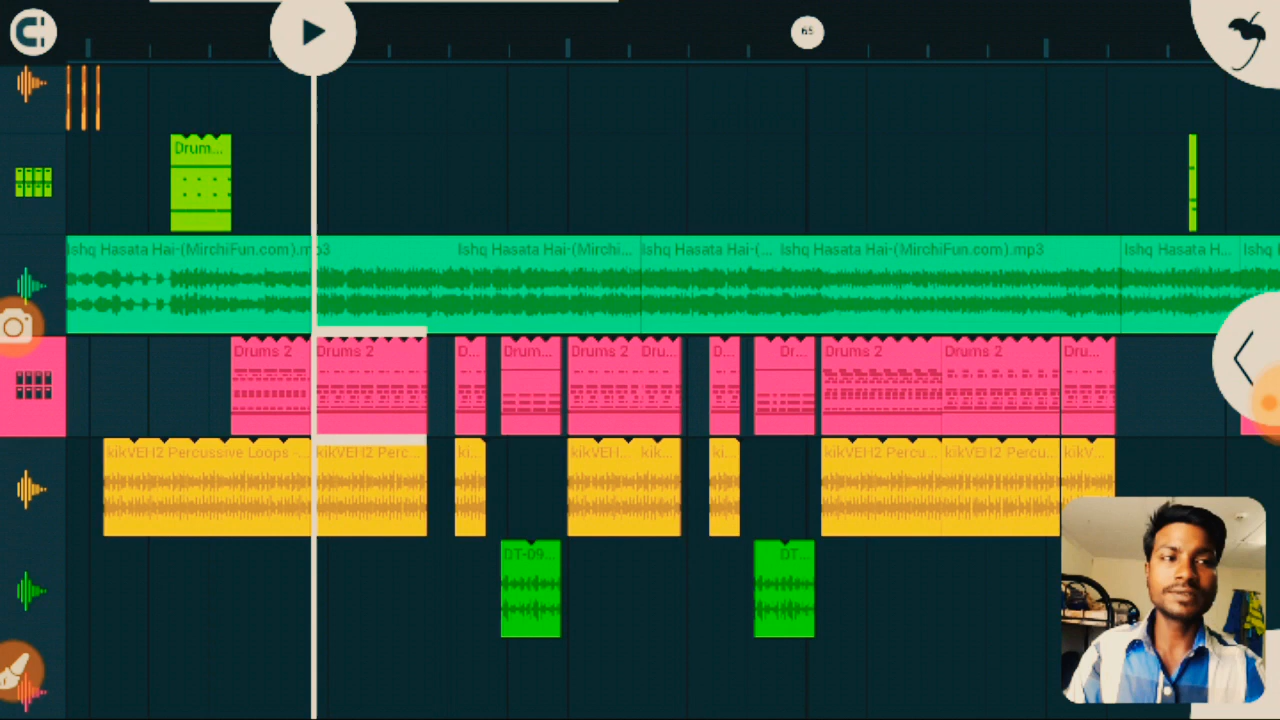 65
Drum...
Ishq Hasata Hai-(MirchiFun.com).mp3
Ishq Hasata Hai-(Mirchi...
Ishq Hasata Hai-(...
Ishq Hasata Hai-(MirchiFun.com).mp3
Ishq Hasata H...
Ishq
Drums 2
Drums 2
D...
Drum...
Drums 2
Dru...
D...
Dr...
Drums 2
Drums 2
Dru...
kikVEH2 Percussive Loops -...
kikVEH2 Perc...
ki...
kikVEH...
kik...
ki...
kikVEH2 Percu...
kikVEH2 Percu...
kikV...
DT-09...
DT...